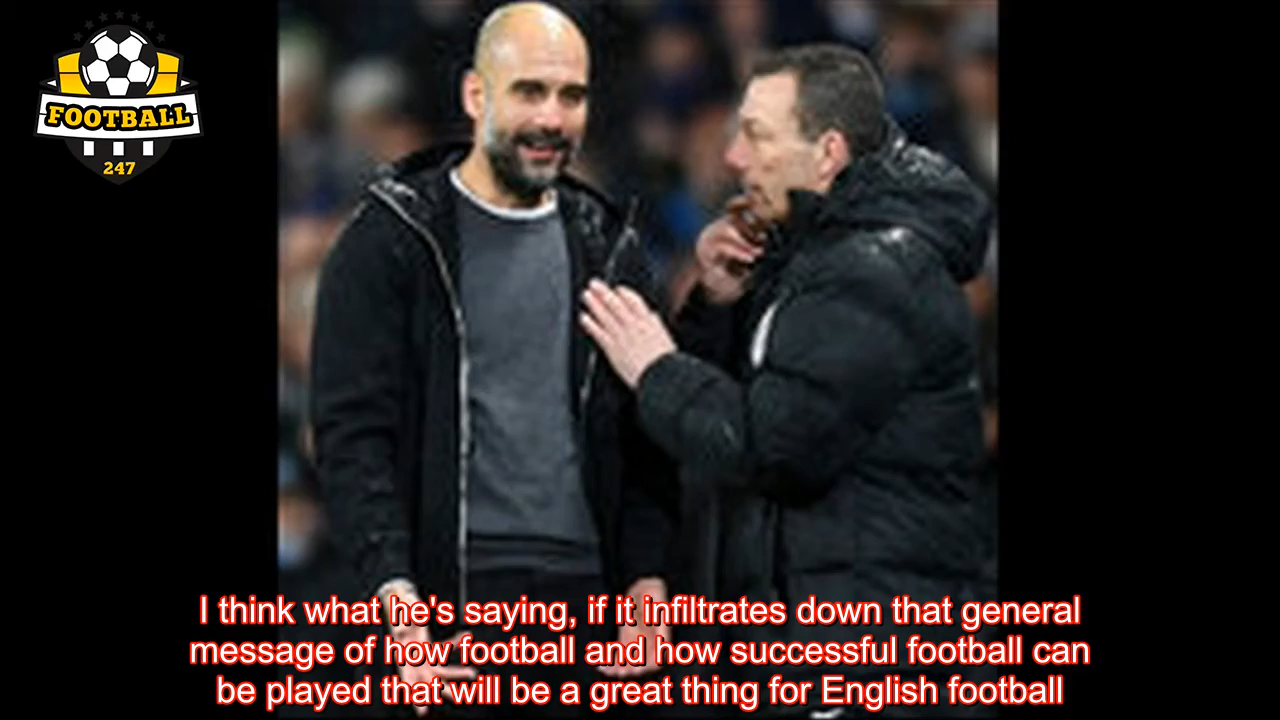 FOOTBALL
247
I think what he's saying, if it infiltrates down that general
message of how football and how successful football can
be played that will be a great thing for English football